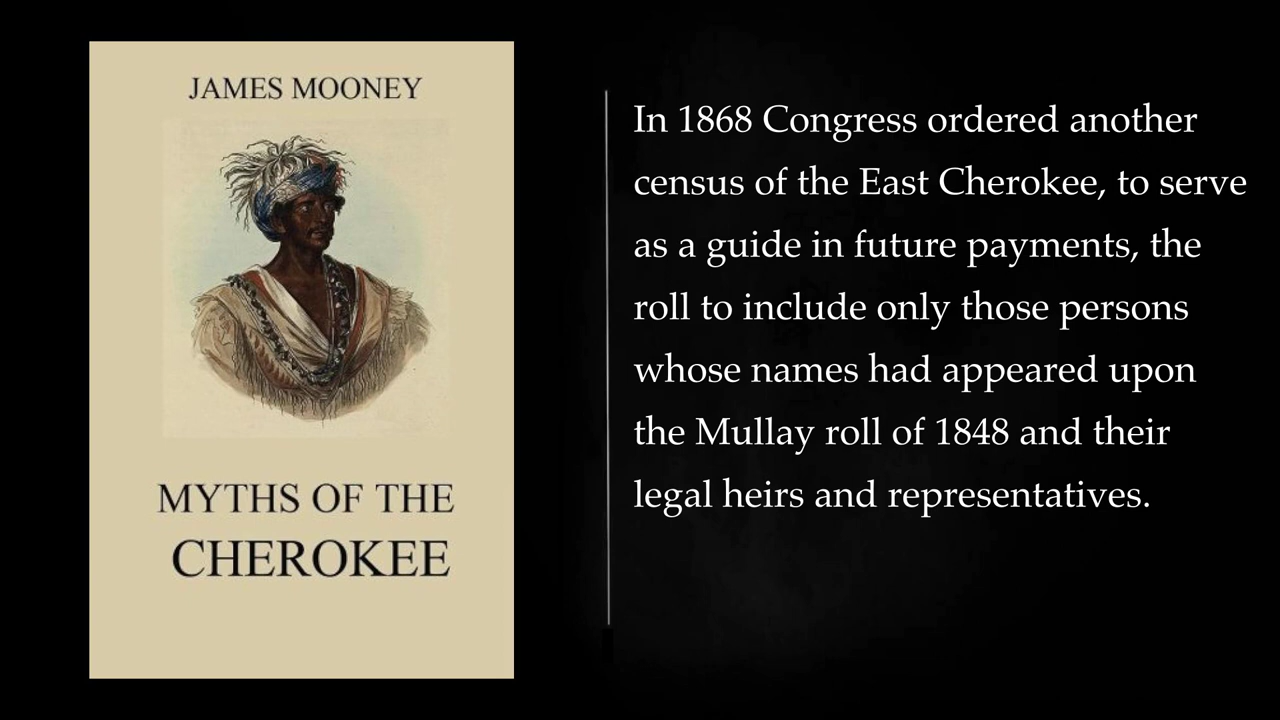 JAMES MOONEY
MYTHS OF THE
CHEROKEE
In 1868 Congress ordered another
census of the East Cherokee, to serve
as a guide in future payments, the
roll to include only those persons
whose names had appeared upon
the Mullay roll of 1848 and their
legal heirs and representatives.